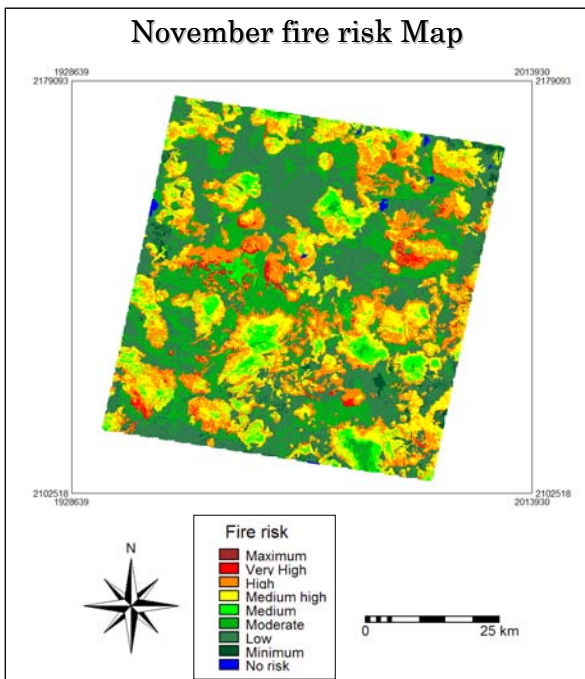 November fire risk Map
1928639 2013930
2179093 2179093
2102518 2102518
1928639 2013930
N
Fire risk
Maximum
Very High
High
Medium high
Medium
Moderate
Low
Minimum
No risk
0 25 km